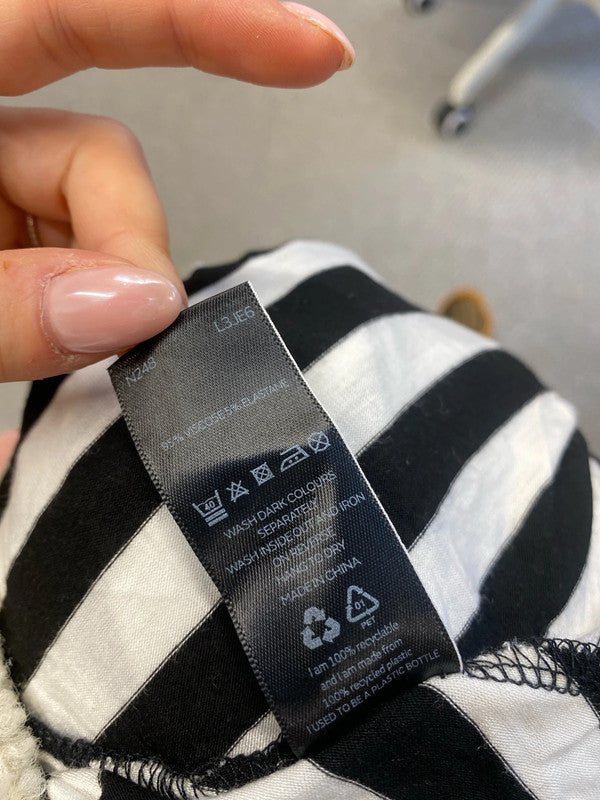 N248 L3JE6
95% VISCOSE 5% ELASTANE
40
WASH DARK COLOURS
SEPARATELY
WASH INSIDE OUT AND IRON
ON REVERSE
HANG TO DRY
MADE IN CHINA
01
PET
I am 100% recyclable
and I am made from
100% recycled plastic
I USED TO BE A PLASTIC BOTTLE